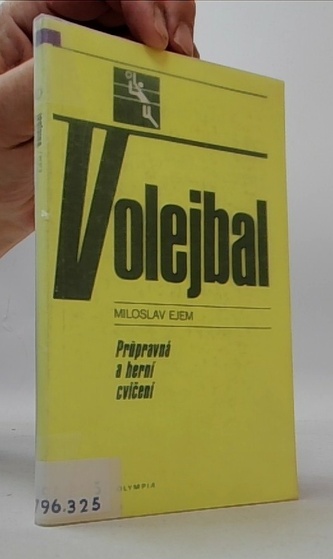 Volejbal
MILOSLAV EJEM
Průpravná
a herní
cvičení
OLYMPIA
796.325